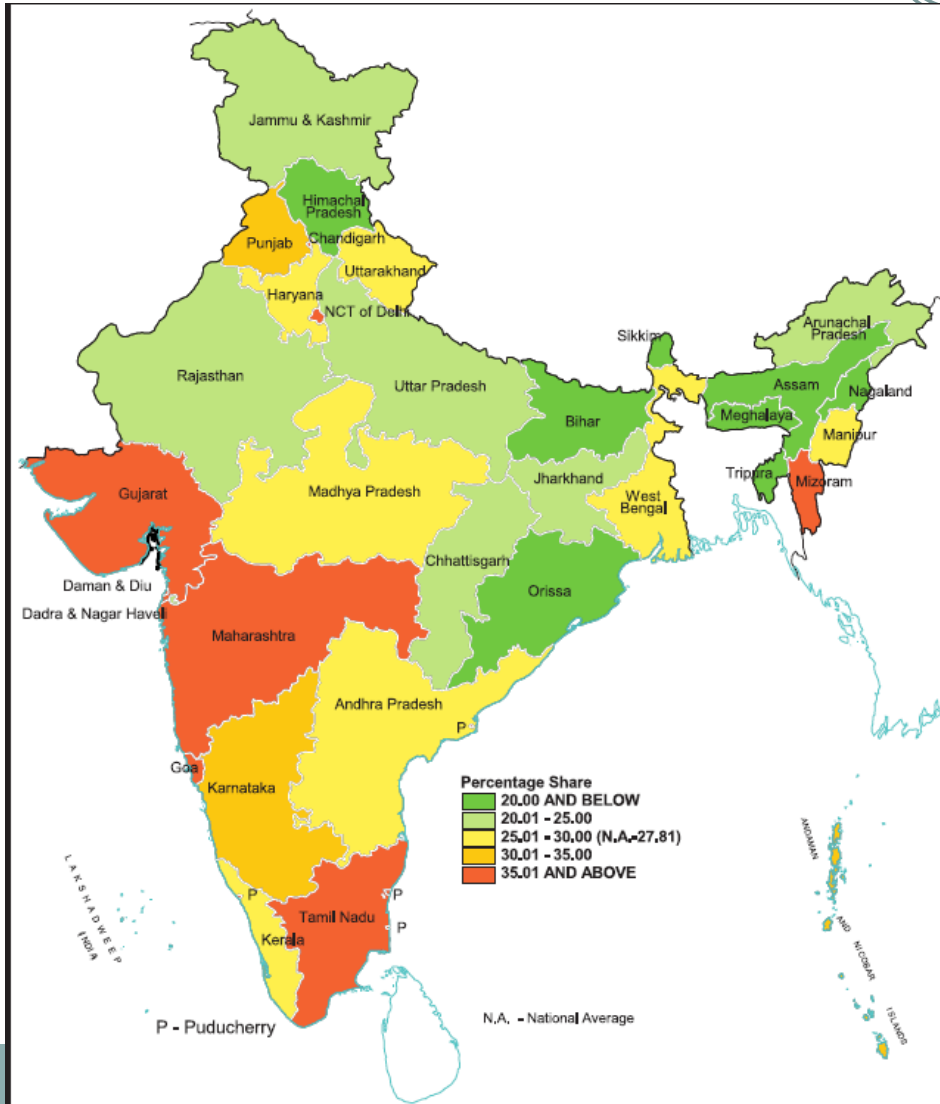 Jammu & Kashmir
Himachal
Pradesh
Punjab
Chandigarh
Uttarakhand
Haryana
NCT of Delhi
Arunachal
Pradesh
Sikkim
Rajasthan
Uttar Pradesh
Assam
Nagaland
Bihar
Meghalaya
Manipur
Tripura
Mizoram
Jharkhand
Gujarat
Madhya Pradesh
West
Bengal
Chhattisgarh
Daman & Diu
Orissa
Dadra & Nagar Haveli
Maharashtra
Andhra Pradesh
P
Goa
Karnataka
Percentage Share
20.00 AND BELOW
20.01 - 25.00
25.01 - 30.00 (N.A.-27.81)
30.01 - 35.00
35.01 AND ABOVE
LAKSHADWEEP
INDIA
ANDAMAN
AND
NICOBAR
ISLANDS
P
P
Tamil Nadu
P
Kerala
P - Puducherry
N.A. - National Average